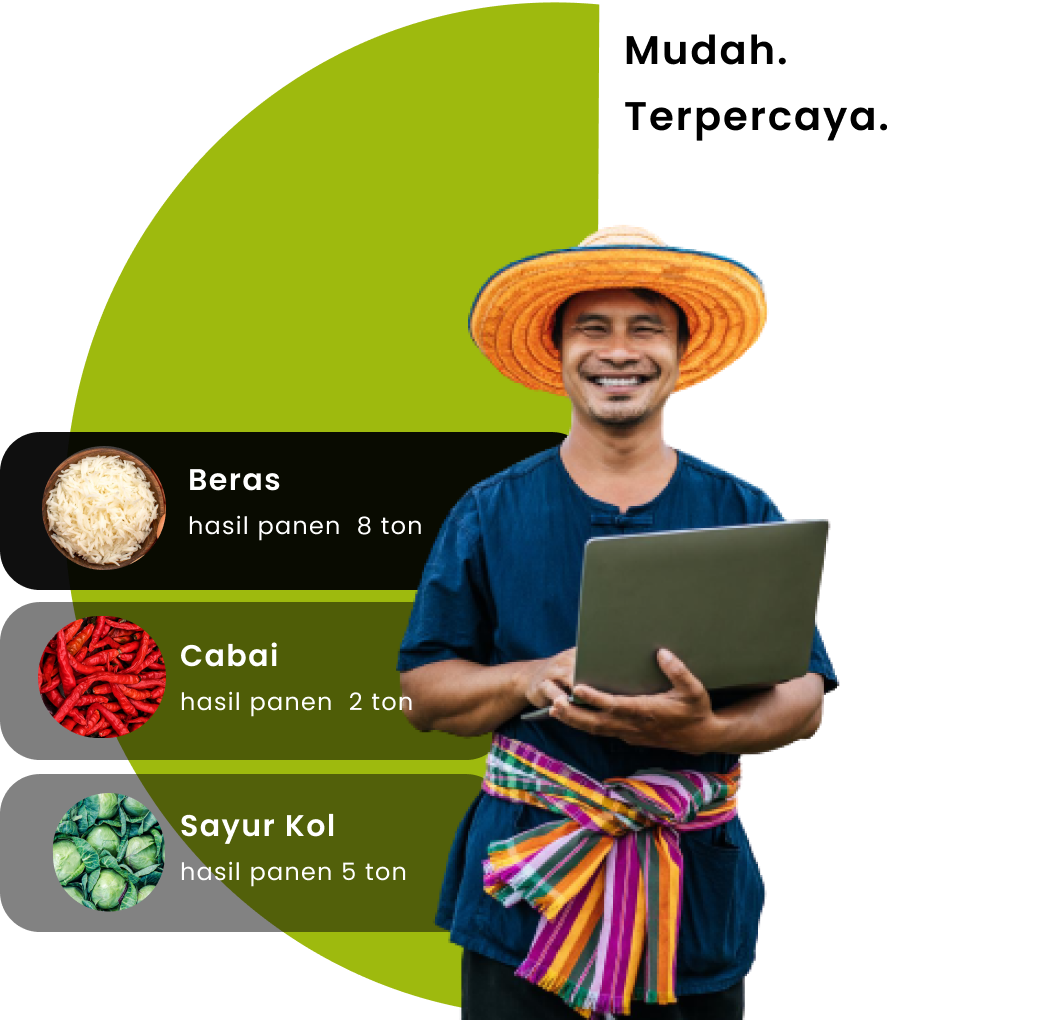 Mudah.
Terpercaya.
Beras
hasil panen 8 ton
Cabai
hasil panen 2 ton
Sayur Kol
hasil panen 5 ton